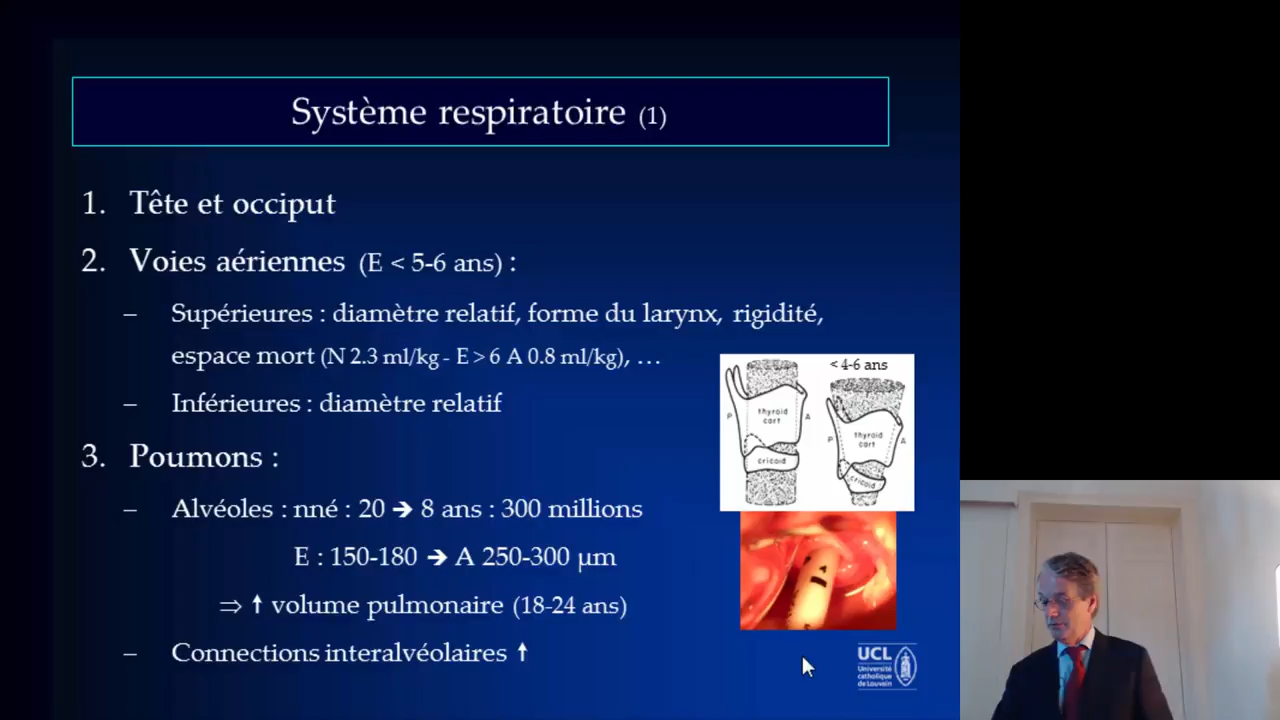 Système respiratoire (1)
1. Tête et occiput
2. Voies aériennes (E < 5-6 ans) :
– Supérieures : diamètre relatif, forme du larynx, rigidité,
espace mort (N 2.3 ml/kg - E > 6 A 0.8 ml/kg), …
– Inférieures : diamètre relatif
3. Poumons :
– Alvéoles : nné : 20 ➔ 8 ans : 300 millions
E : 150-180 ➔ A 250-300 µm
⇒ ↑ volume pulmonaire (18-24 ans)
– Connections interalvéolaires ↑
< 4-6 ans
P
thyroid
cart
A
cricoid
P
thyroid
cart
A
cricoid
UCL
Université
catholique
de Louvain